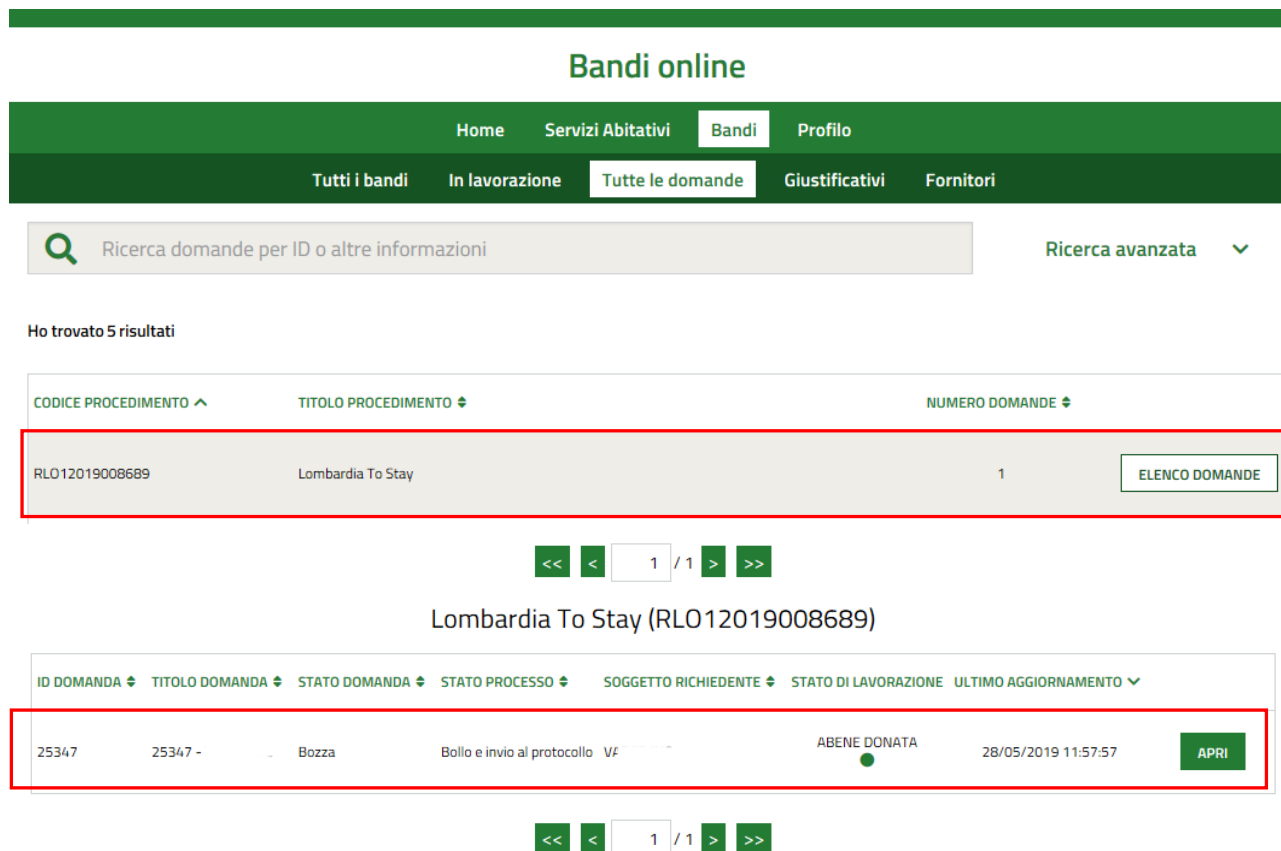 Bandi online
Home Servizi Abitativi Bandi Profilo
Tutti i bandi In lavorazione Tutte le domande Giustificativi Fornitori
Ricerca domande per ID o altre informazioni Ricerca avanzata
Ho trovato 5 risultati
CODICE PROCEDIMENTO TITOLO PROCEDIMENTO NUMERO DOMANDE
RLO12019008689 Lombardia To Stay 1 ELENCO DOMANDE
<< < 1 / 1 > >>
Lombardia To Stay (RLO12019008689)
ID DOMANDA TITOLO DOMANDA STATO DOMANDA STATO PROCESSO SOGGETTO RICHIEDENTE STATO DI LAVORAZIONE ULTIMO AGGIORNAMENTO
25347 25347 - Bozza Bollo e invio al protocollo ABENE DONATA 28/05/2019 11:57:57 APRI
<< < 1 / 1 > >>